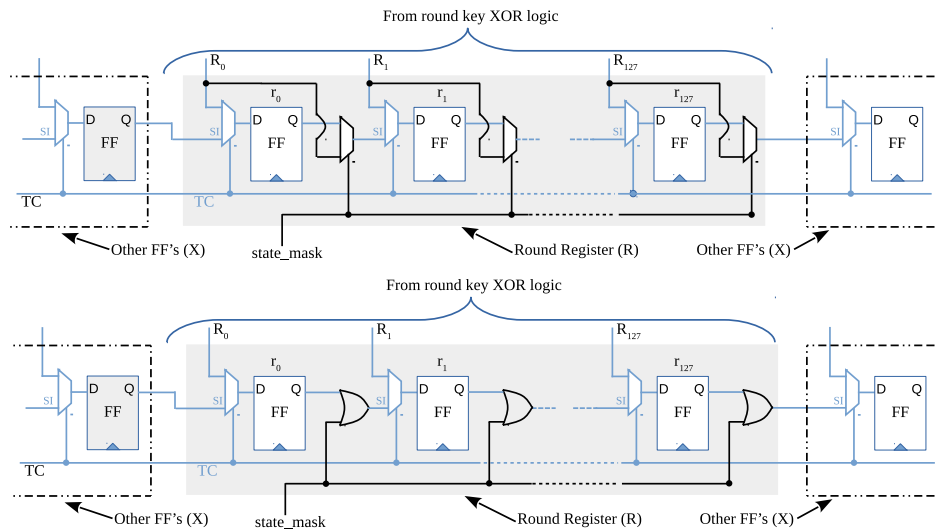 From round key XOR logic
R0 R1 R127
r0 r1 r127
D Q D Q D Q D Q D
SI SI SI SI SI
FF FF FF FF FF
TC TC
Other FF's (X) state_mask Round Register (R) Other FF's (X)
From round key XOR logic
R0 R1 R127
r0 r1 r127
D Q D Q D Q D Q D
SI SI SI SI SI
FF FF FF FF FF
TC TC
Other FF's (X) state_mask Round Register (R) Other FF's (X)